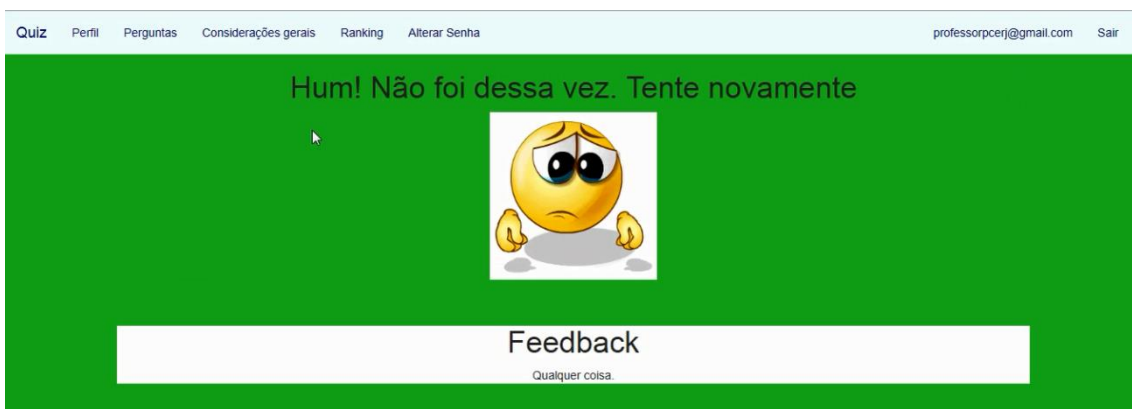 Quiz Perfil Perguntas Considerações gerais Ranking Alterar Senha professorpcerj@gmail.com Sair
Hum! Não foi dessa vez. Tente novamente
Feedback
Qualquer coisa.